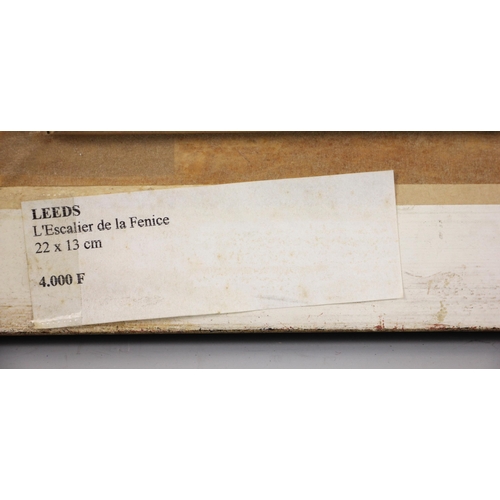 LEEDS
L'Escalier de la Fenice
22 x 13 cm
4.000 F